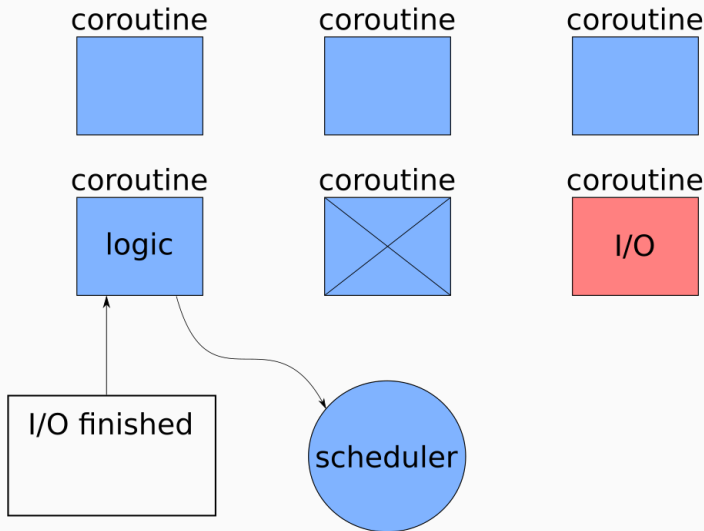 coroutine
coroutine
coroutine
coroutine
coroutine
coroutine
logic
I/O
I/O finished
scheduler